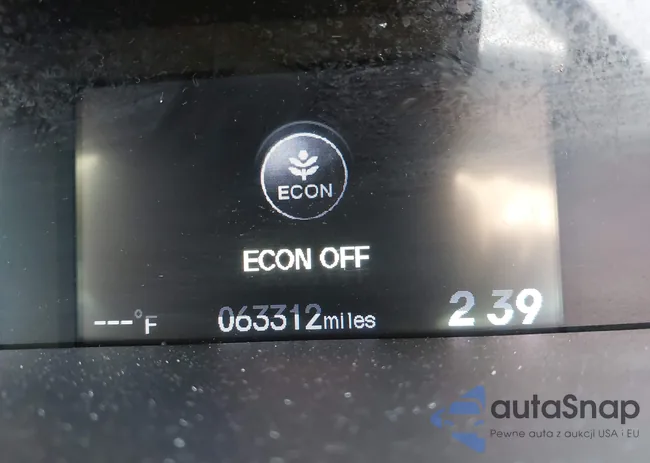 ECON
ECON OFF
---°F 063312miles 2 39
autaSnap
Pewne auta z aukcji USA i EU